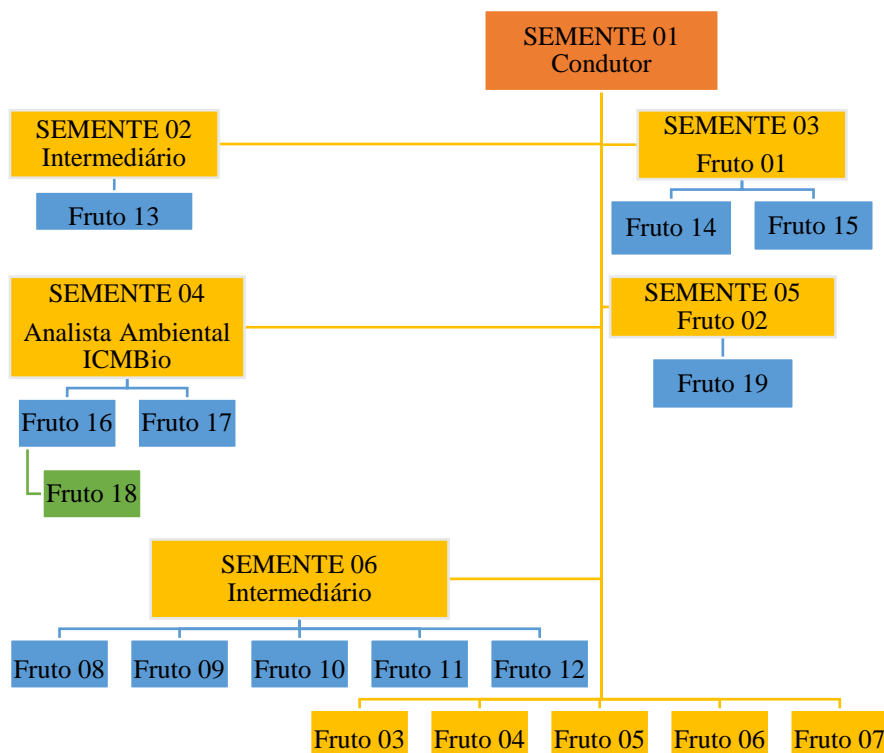 SEMENTE 01
Condutor
SEMENTE 02
Intermediário
SEMENTE 03
Fruto 01
Fruto 13
Fruto 14
Fruto 15
SEMENTE 04
Analista Ambiental
ICMBio
SEMENTE 05
Fruto 02
Fruto 16
Fruto 17
Fruto 19
Fruto 18
SEMENTE 06
Intermediário
Fruto 08
Fruto 09
Fruto 10
Fruto 11
Fruto 12
Fruto 03
Fruto 04
Fruto 05
Fruto 06
Fruto 07